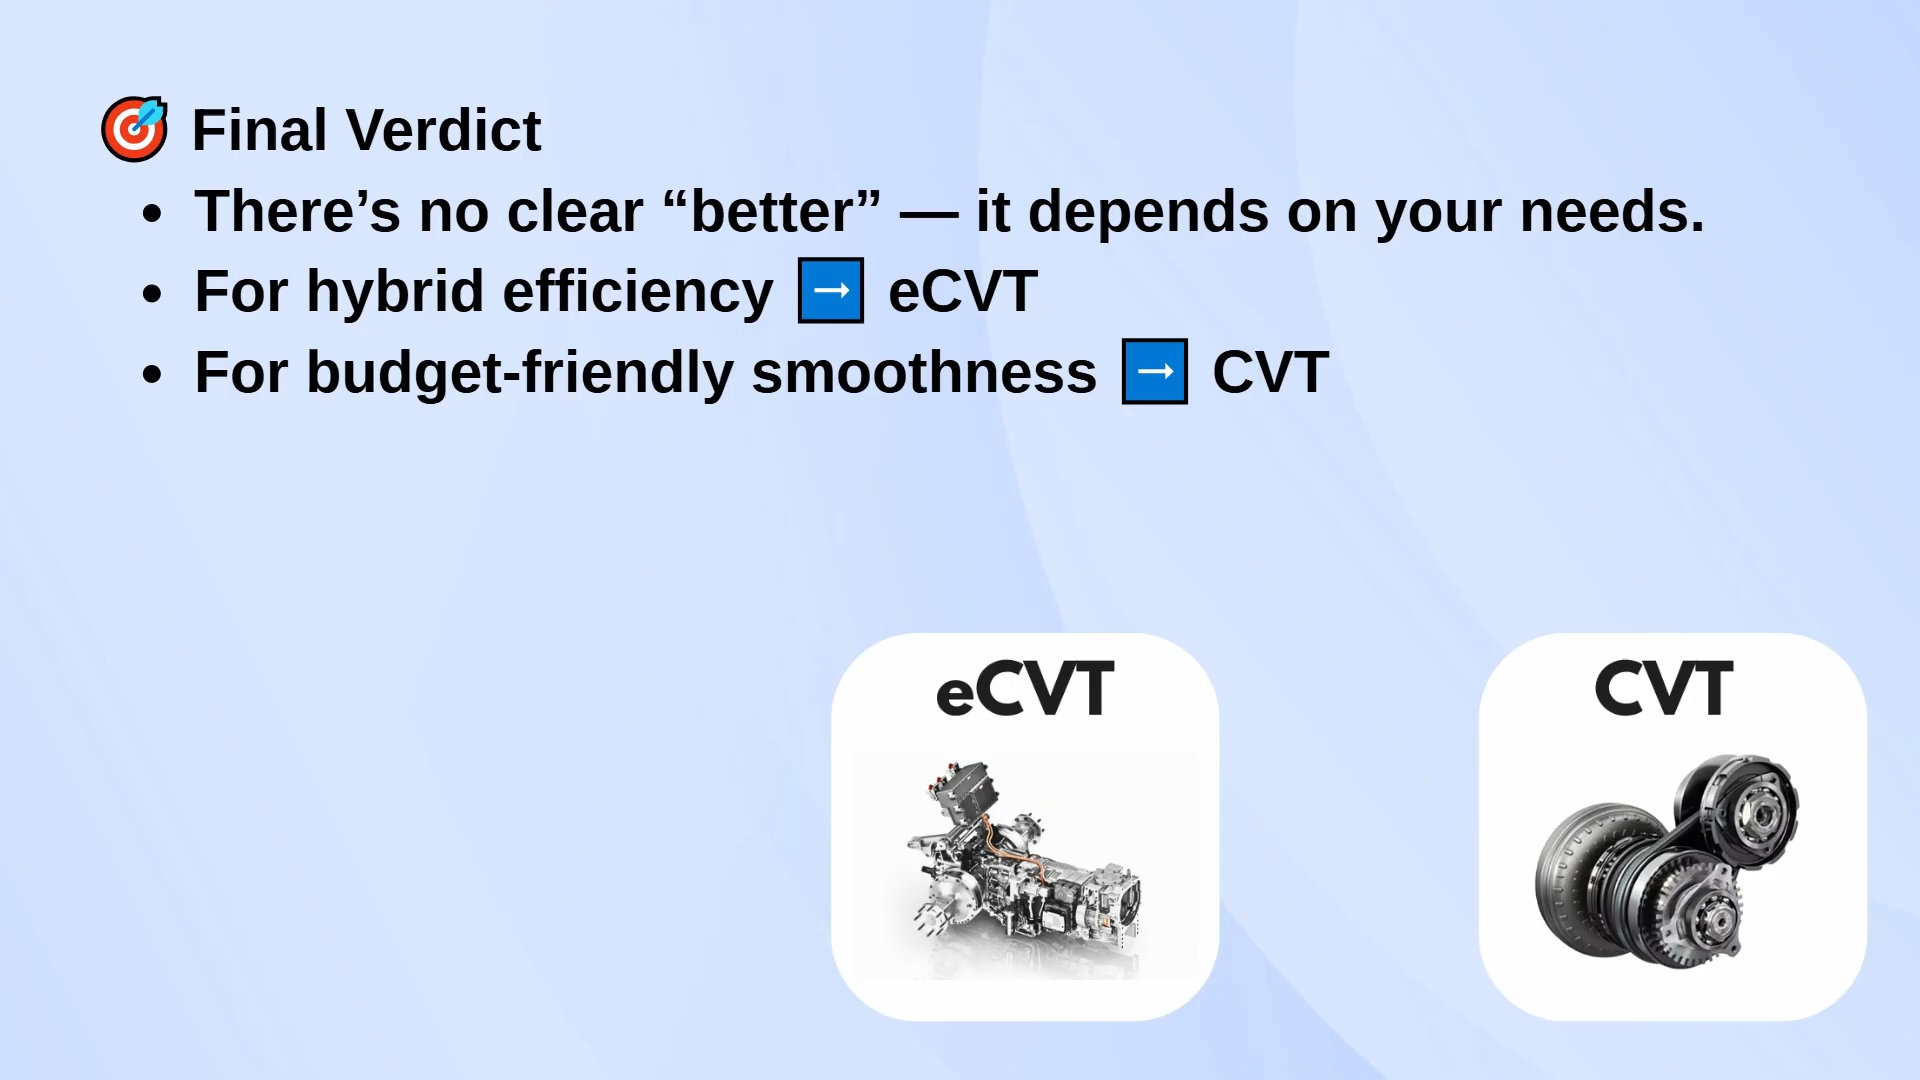 🎯 Final Verdict
• There’s no clear “better” — it depends on your needs.
• For hybrid efficiency ➡ eCVT
• For budget-friendly smoothness ➡ CVT
eCVT
CVT